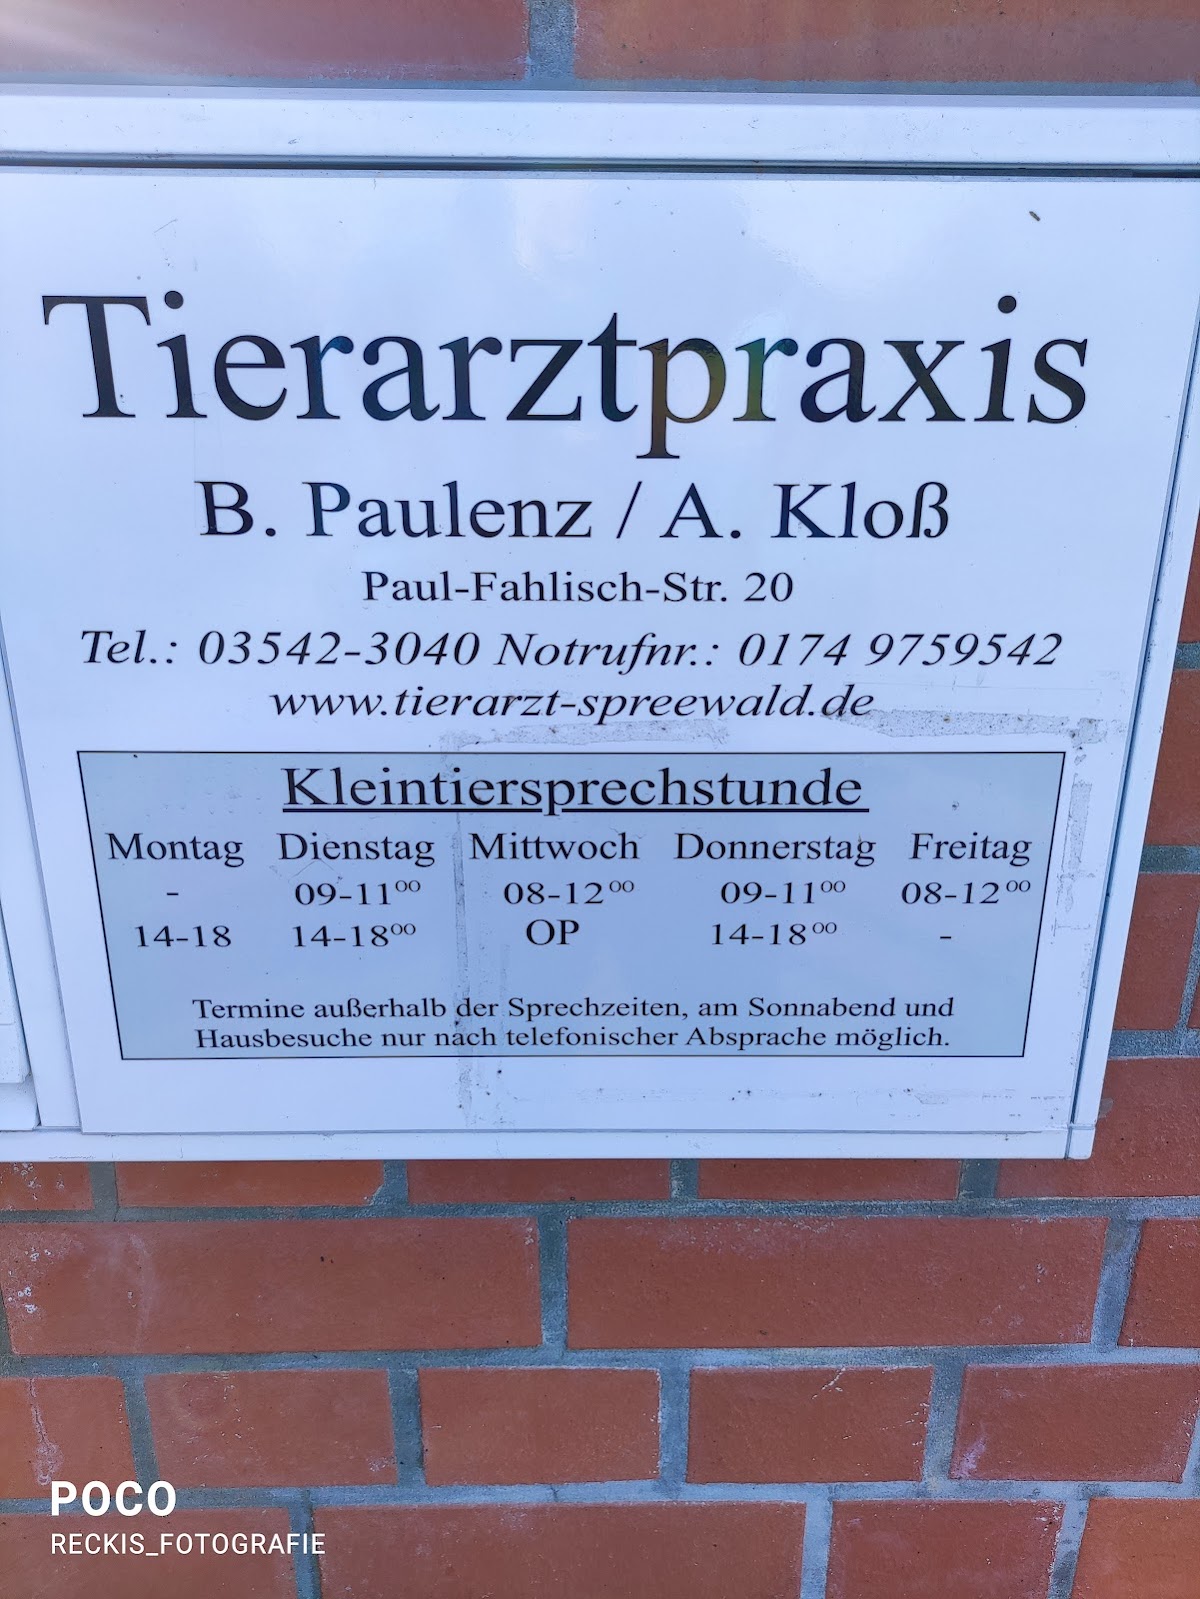 Tierarztpraxis
B. Paulenz / A. Kloß
Paul-Fahlisch-Str. 20
Tel.: 03542-3040 Notrufnr.: 0174 9759542
www.tierarzt-spreewald.de
Kleintiersprechstunde
Montag Dienstag Mittwoch Donnerstag Freitag
- 09-11⁰⁰ 08-12⁰⁰ 09-11⁰⁰ 08-12⁰⁰
14-18 14-18⁰⁰ OP 14-18⁰⁰ -
Termine außerhalb der Sprechzeiten, am Sonnabend und
Hausbesuche nur nach telefonischer Absprache möglich.
POCO
RECKIS_FOTOGRAFIE